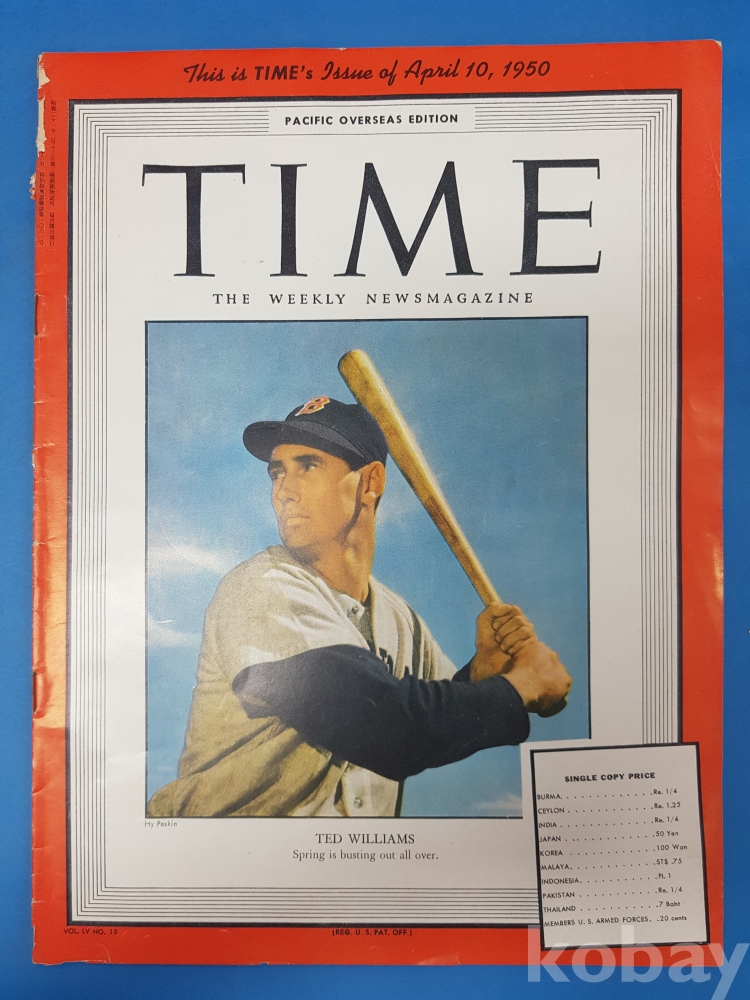 This is TIME's Issue of April 10, 1950
PACIFIC OVERSEAS EDITION
TIME
THE WEEKLY NEWSMAGAZINE
B
Hy Peskin
TED WILLIAMS
Spring is busting out all over.
SINGLE COPY PRICE
BURMA. . . . . . . . . . . . .Re. 1/4
CEYLON . . . . . . . . . . . .Re. 1.25
INDIA . . . . . . . . . . . . .Re. 1/4
JAPAN . . . . . . . . . . . . .50 Yen
KOREA . . . . . . . . . . . .100 Won
MALAYA. . . . . . . . . . . .ST$ .75
INDONESIA. . . . . . . . . . .Fl. 1
PAKISTAN . . . . . . . . . . .Re. 1/4
THAILAND . . . . . . . . . . .7 Baht
MEMBERS U. S. ARMED FORCES. .20 cents
VOL. LV NO. 15
(REG. U. S. PAT. OFF.)
kobay